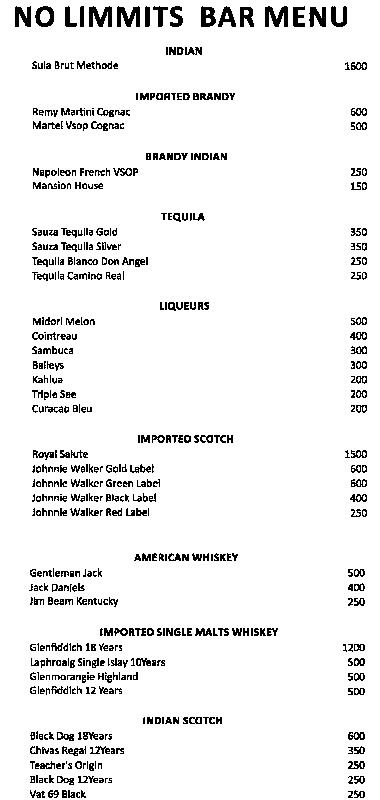 NO LIMMITS BAR MENU
INDIAN
Sula Brut Methode 1600
IMPORTED BRANDY
Remy Martini Cognac 600
Martel Vsop Cognac 500
BRANDY INDIAN
Napoleon French VSOP 250
Mansion House 150
TEQUILA
Sauza Tequila Gold 350
Sauza Tequila Silver 350
Tequila Blanco Don Angel 250
Tequila Camino Real 250
LIQUEURS
Midori Melon 500
Cointreau 400
Sambuca 300
Baileys 300
Kahlua 200
Triple See 200
Curacao Bleu 200
IMPORTED SCOTCH
Royal Salute 1500
Johnnie Walker Gold Label 600
Johnnie Walker Green Label 600
Johnnie Walker Black Label 400
Johnnie Walker Red Label 250
AMERICAN WHISKEY
Gentleman Jack 500
Jack Daniels 400
Jim Beam Kentucky 250
IMPORTED SINGLE MALTS WHISKEY
Glenfiddich 18 Years 1200
Laphroaig Single Islay 10Years 500
Glenmorangie Highland 500
Glenfiddich 12 Years 500
INDIAN SCOTCH
Black Dog 18Years 600
Chivas Regal 12Years 350
Teacher's Origin 250
Black Dog 12Years 250
Vat 69 Black 250